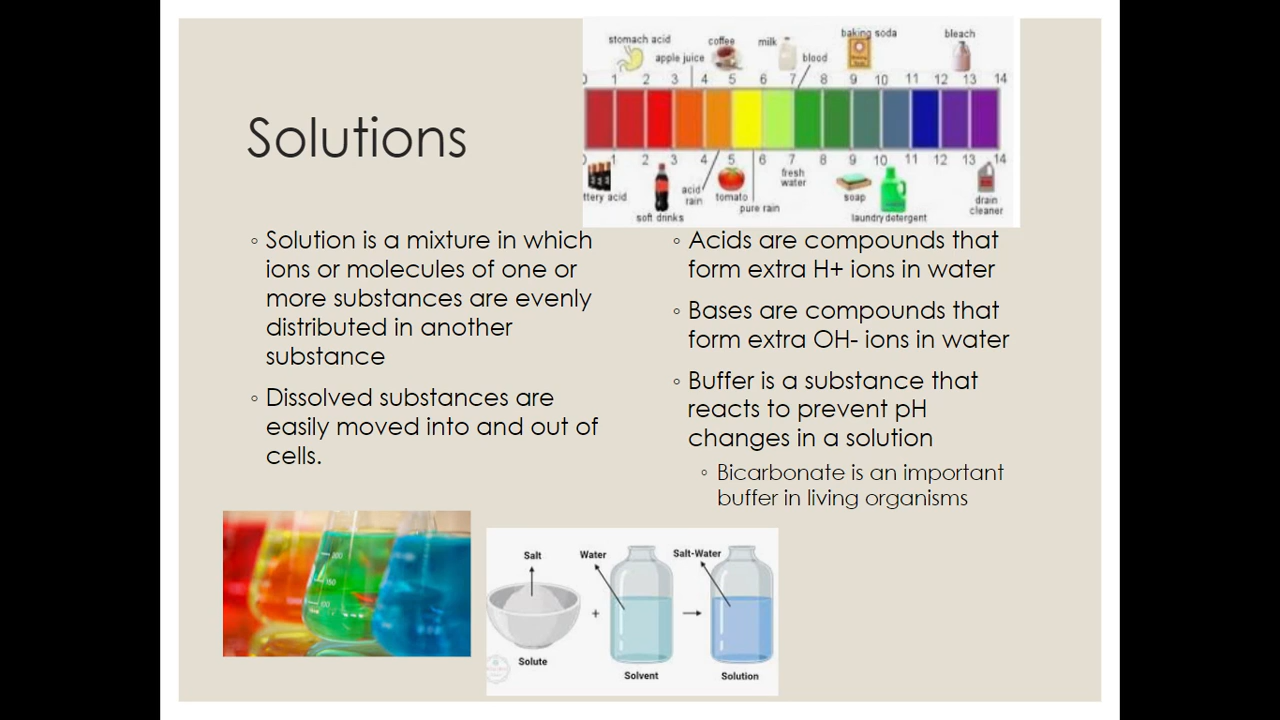 Solutions
stomach acid
coffee
milk
baking soda
bleach
apple juice
blood
0 1 2 3 4 5 6 7 8 9 10 11 12 13 14
0 1 2 3 4 5 6 7 8 9 10 11 12 13 14
ttery acid
soft drinks
acid
rain
tomato
pure rain
fresh
water
soap
laundry detergent
drain
cleaner
◦ Solution is a mixture in which
ions or molecules of one or
more substances are evenly
distributed in another
substance
◦ Dissolved substances are
easily moved into and out of
cells.
◦ Acids are compounds that
form extra H+ ions in water
◦ Bases are compounds that
form extra OH- ions in water
◦ Buffer is a substance that
reacts to prevent pH
changes in a solution
◦ Bicarbonate is an important
buffer in living organisms
Salt
Water
Salt-Water
+
Solute
Solvent
Solution